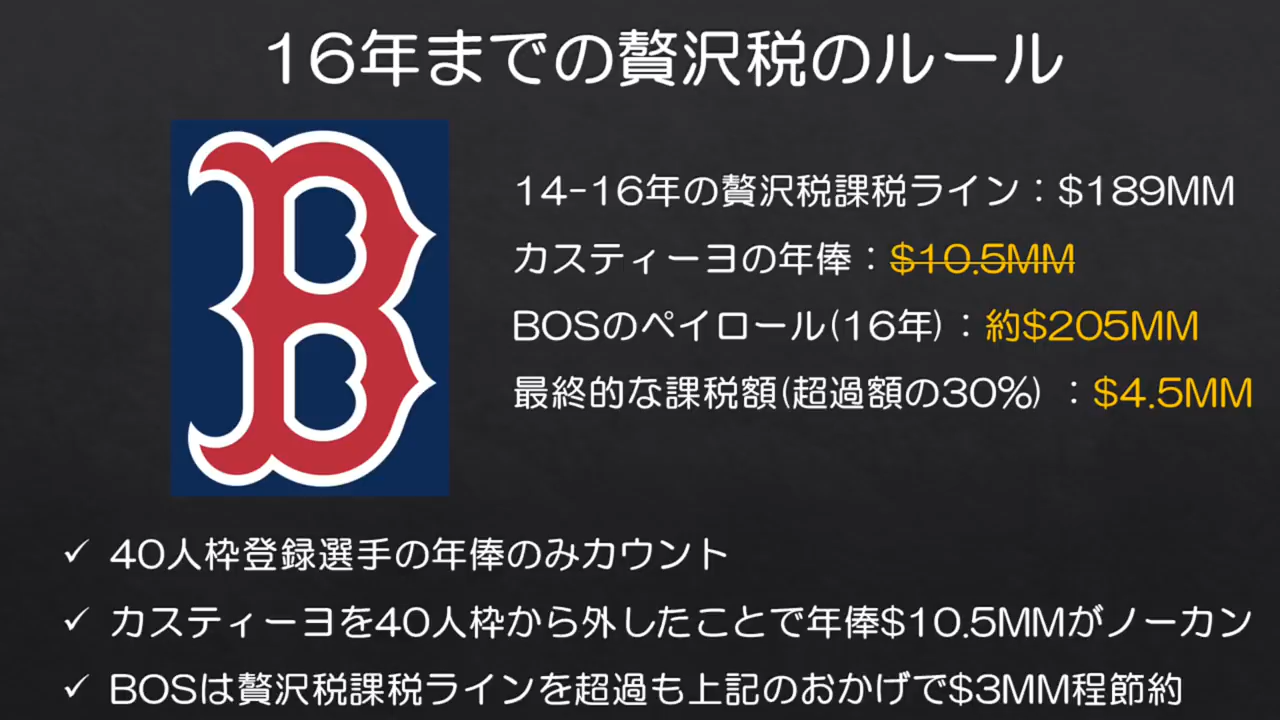 16年までの贅沢税のルール
B
14-16年の贅沢税課税ライン：$189MM
カスティーヨの年俸：$10.5MM
BOSのペイロール(16年)：約$205MM
最終的な課税額(超過額の30%) ：$4.5MM
✓ 40人枠登録選手の年俸のみカウント
✓ カスティーヨを40人枠から外したことで年俸$10.5MMがノーカン
✓ BOSは贅沢税課税ラインを超過も上記のおかげで$3MM程節約